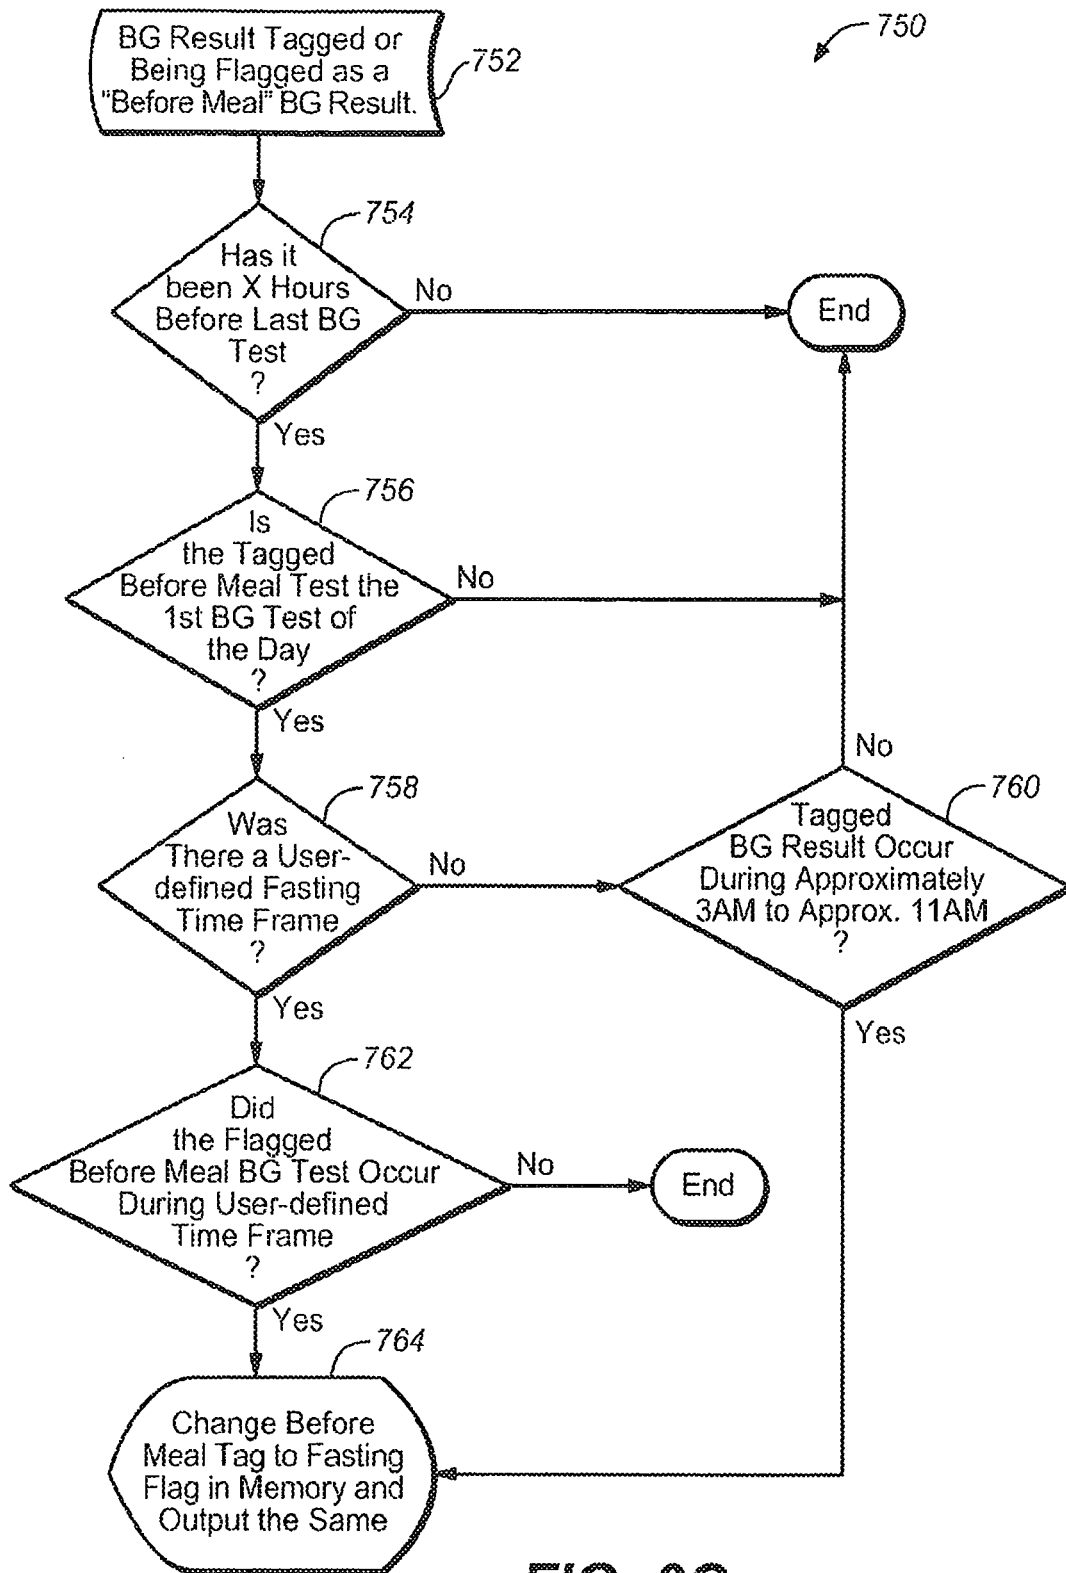 750
BG Result Tagged or
Being Flagged as a
"Before Meal" BG Result.
752
754
Has it
been X Hours
Before Last BG
Test
?
No
End
Yes
756
Is
the Tagged
Before Meal Test the
1st BG Test of
the Day
?
No
Yes
758
Was
There a User-
defined Fasting
Time Frame
?
No
No
760
Tagged
BG Result Occur
During Approximately
3AM to Approx. 11AM
?
Yes
Yes
762
Did
the Flagged
Before Meal BG Test Occur
During User-defined
Time Frame
?
No
End
Yes
764
Change Before
Meal Tag to Fasting
Flag in Memory and
Output the Same